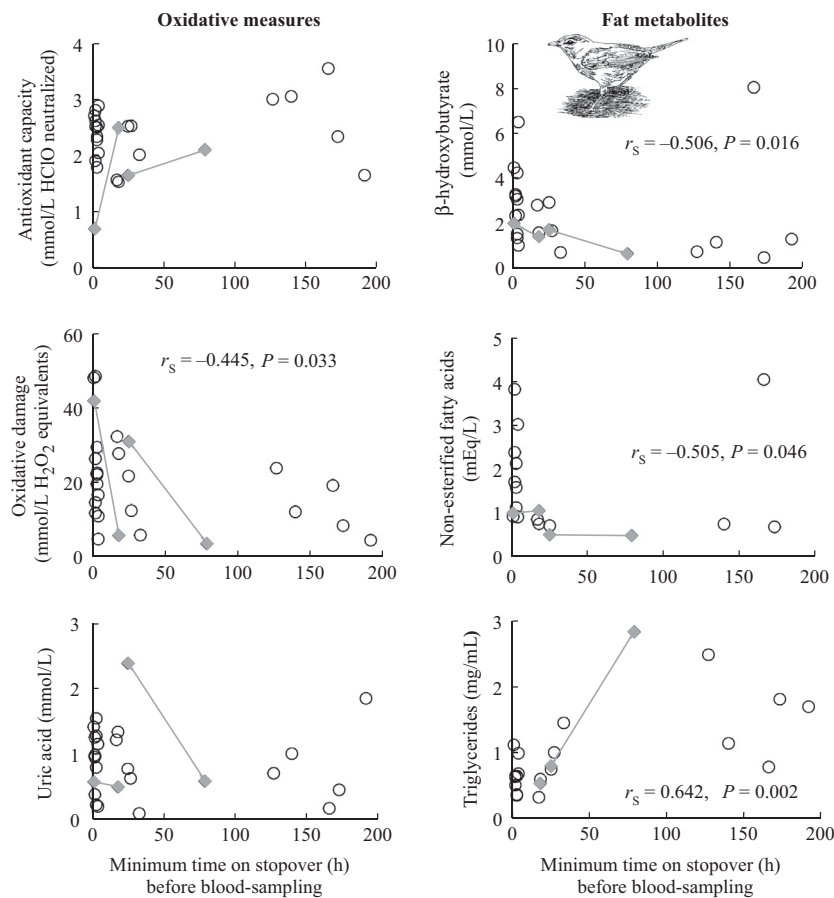 Oxidative measures
Antioxidant capacity
(mmol/L HClO neutralized)
4
3
2
1
0
0 50 100 150 200
Oxidative damage
(mmol/L H₂O₂ equivalents)
60
40
20
0
r_S = –0.445, P = 0.033
0 50 100 150 200
Uric acid (mmol/L)
3
2
1
0
0 50 100 150 200
Minimum time on stopover (h)
before blood-sampling
Fat metabolites
β-hydroxybutyrate
(mmol/L)
10
8
6
4
2
0
r_S = –0.506, P = 0.016
0 50 100 150 200
Non-esterified fatty acids
(mEq/L)
5
4
3
2
1
0
r_S = –0.505, P = 0.046
0 50 100 150 200
Triglycerides (mg/mL)
3
2
1
0
r_S = 0.642, P = 0.002
0 50 100 150 200
Minimum time on stopover (h)
before blood-sampling